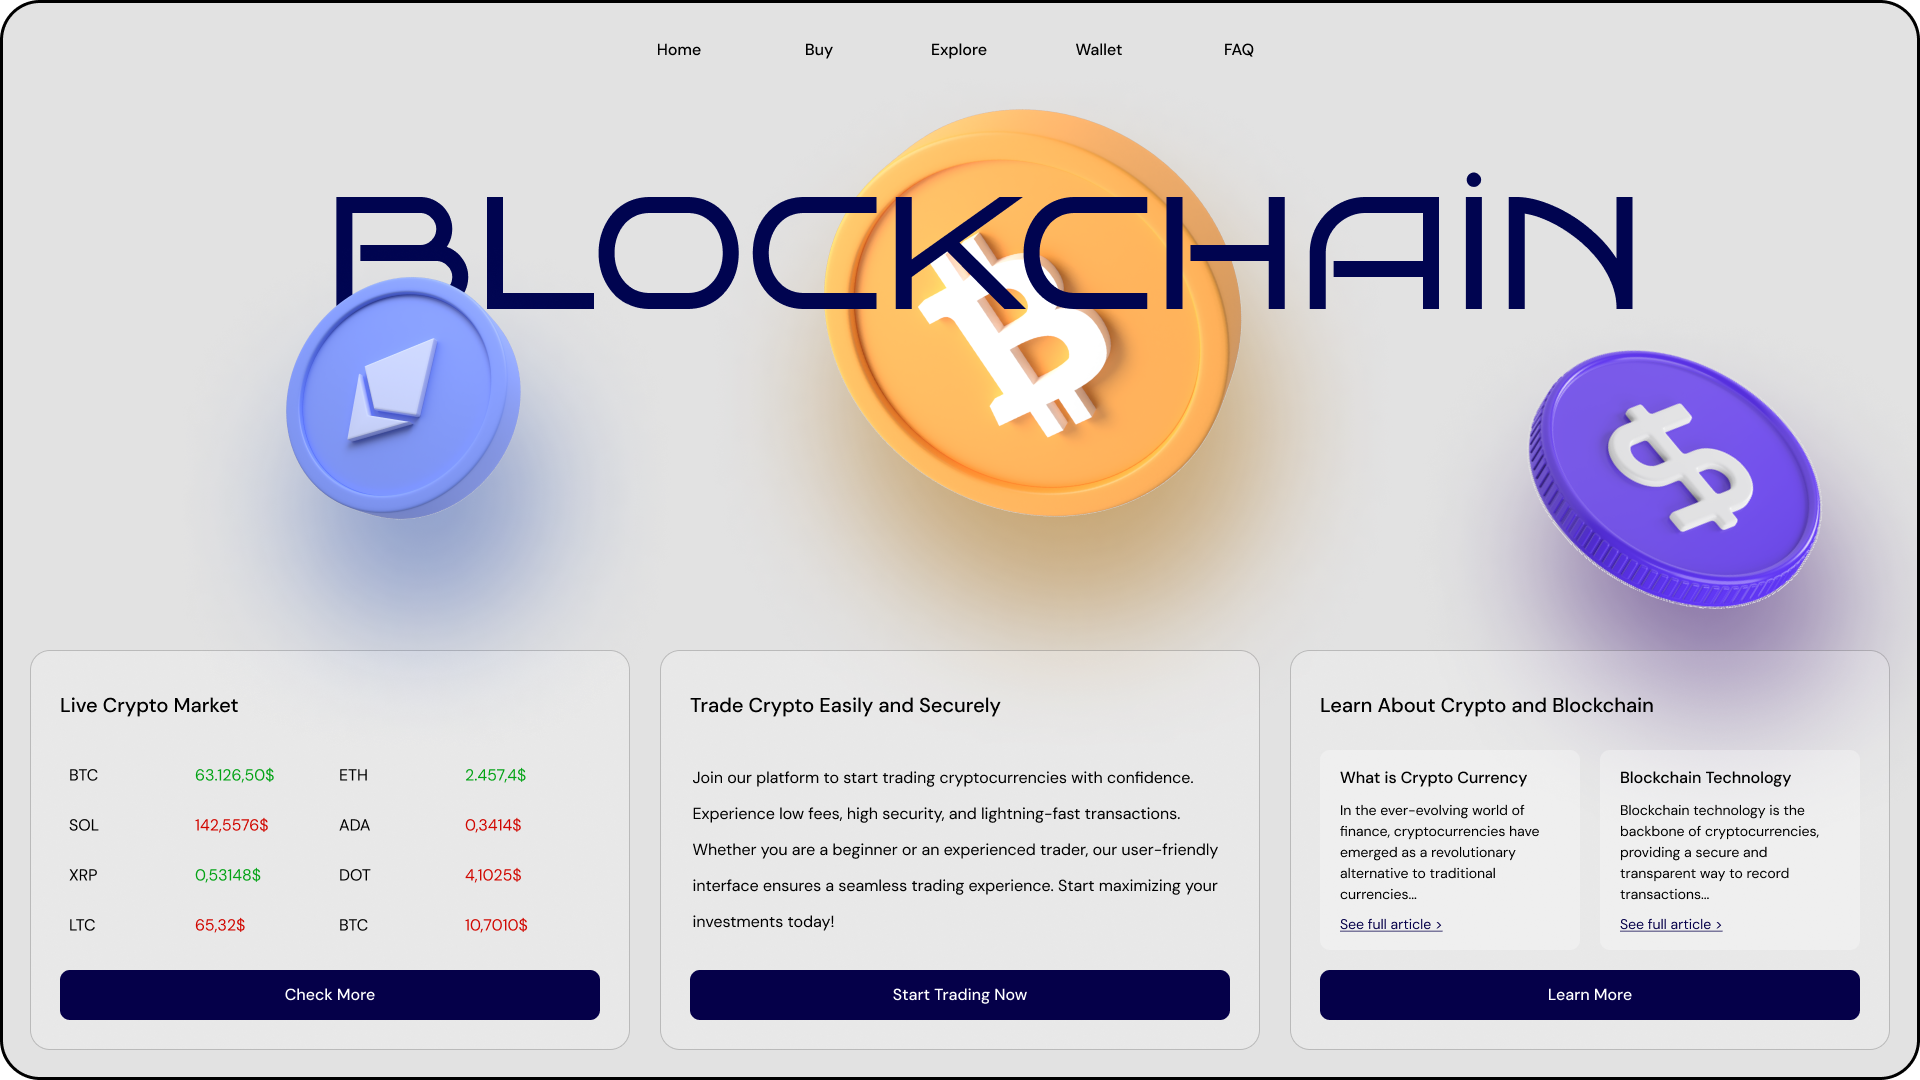 Home Buy Explore Wallet FAQ
BLOCKCHAİN
Live Crypto Market
BTC 63.126,50$ ETH 2.457,4$
SOL 142,5576$ ADA 0,3414$
XRP 0,53148$ DOT 4,1025$
LTC 65,32$ BTC 10,7010$
Check More
Trade Crypto Easily and Securely
Join our platform to start trading cryptocurrencies with confidence.
Experience low fees, high security, and lightning-fast transactions.
Whether you are a beginner or an experienced trader, our user-friendly
interface ensures a seamless trading experience. Start maximizing your
investments today!
Start Trading Now
Learn About Crypto and Blockchain
What is Crypto Currency
In the ever-evolving world of
finance, cryptocurrencies have
emerged as a revolutionary
alternative to traditional
currencies...
See full article >
Blockchain Technology
Blockchain technology is the
backbone of cryptocurrencies,
providing a secure and
transparent way to record
transactions...
See full article >
Learn More